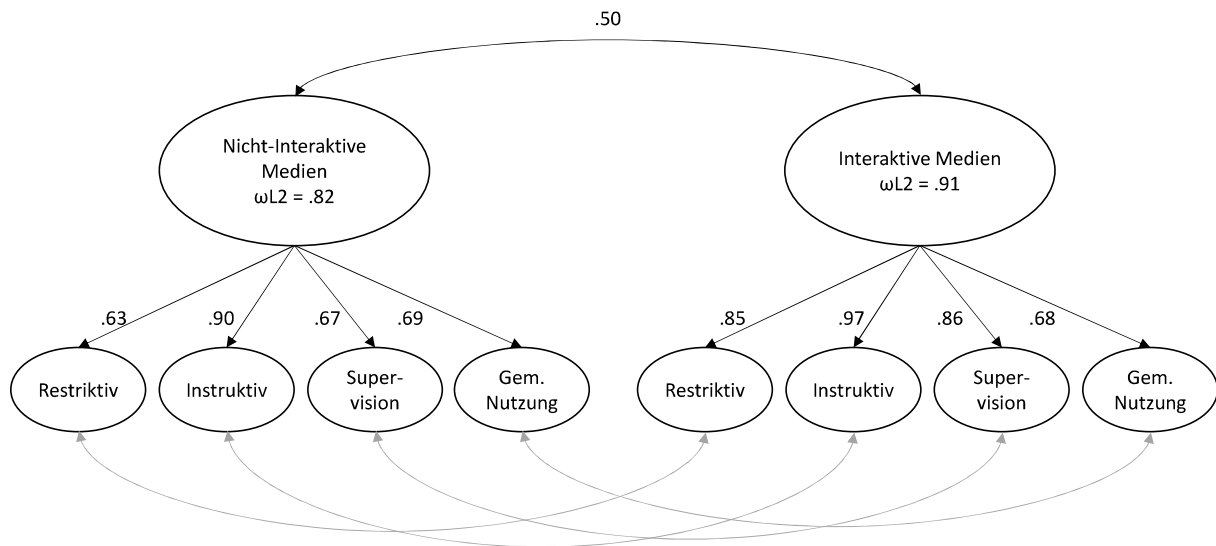 .50
Nicht-Interaktive
Medien
ωL2 = .82
Interaktive Medien
ωL2 = .91
.63
.90
.67
.69
.85
.97
.86
.68
Restriktiv
Instruktiv
Super-
vision
Gem.
Nutzung
Restriktiv
Instruktiv
Super-
vision
Gem.
Nutzung